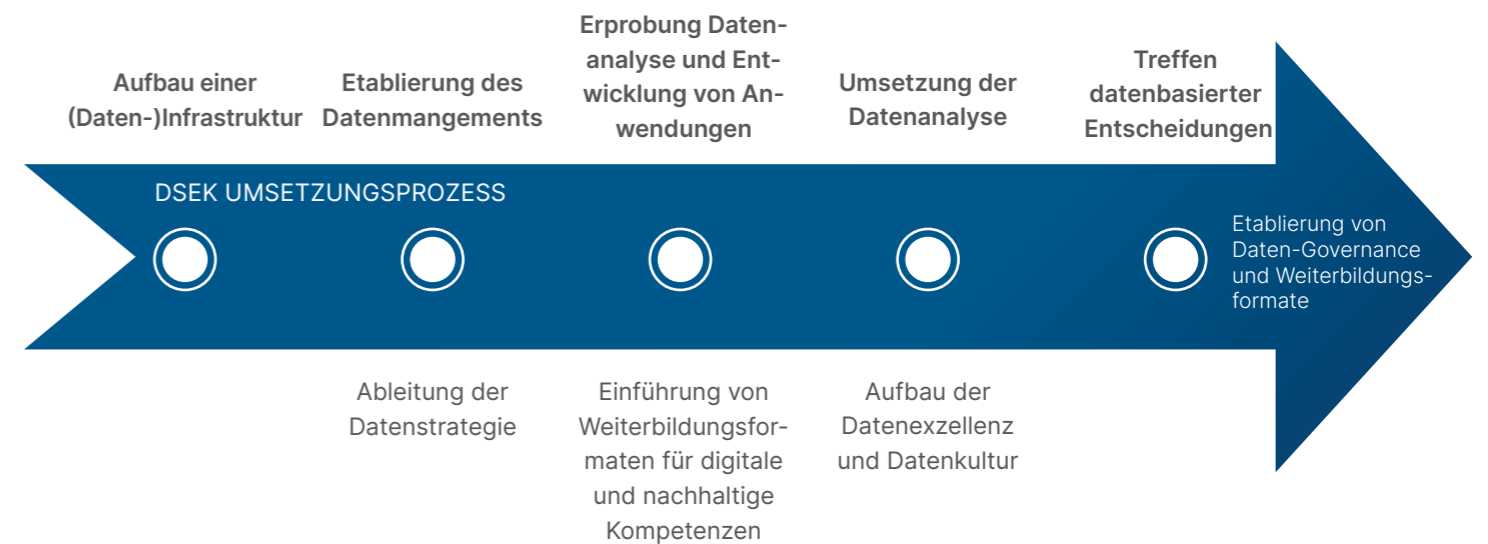 Aufbau einer
(Daten-)Infrastruktur
Etablierung des
Datenmangements
Erprobung Daten-
analyse und Ent-
wicklung von An-
wendungen
Umsetzung der
Datenanalyse
Treffen
datenbasierter
Entscheidungen
DSEK UMSETZUNGSPROZESS
Etablierung von
Daten-Governance
und Weiterbildungs-
formate
Ableitung der
Datenstrategie
Einführung von
Weiterbildungsfor-
maten für digitale
und nachhaltige
Kompetenzen
Aufbau der
Datenexzellenz
und Datenkultur